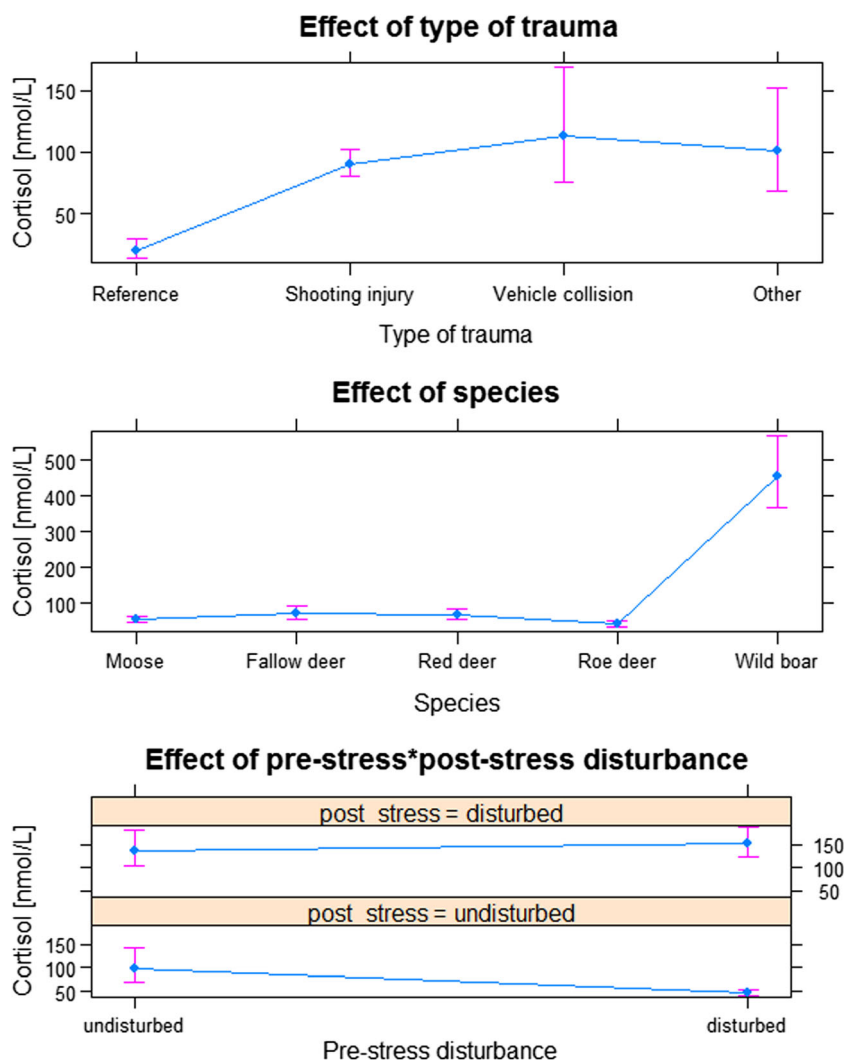 Effect of type of trauma
Cortisol [nmol/L]
150
100
50
Reference Shooting injury Vehicle collision Other
Type of trauma
Effect of species
Cortisol [nmol/L]
500
400
300
200
100
Moose Fallow deer Red deer Roe deer Wild boar
Species
Effect of pre-stress*post-stress disturbance
Cortisol [nmol/L]
post_stress = disturbed
150
100
50
post_stress = undisturbed
150
100
50
undisturbed disturbed
Pre-stress disturbance